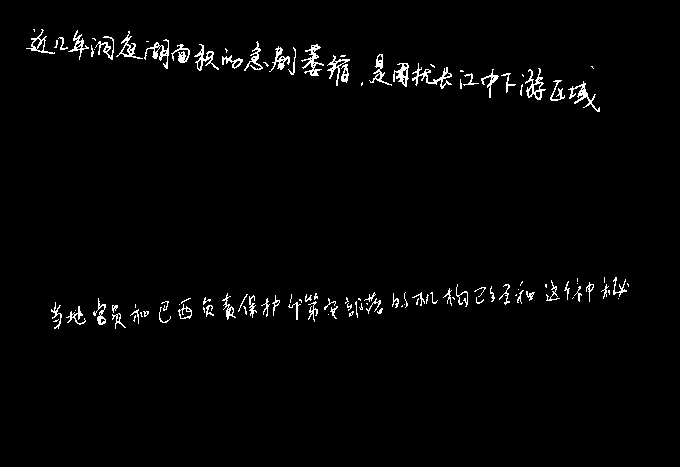 近几年洞庭湖面积的急剧萎缩，是困扰长江中下游区域
当地官员和巴西负责保护印第安部落的机构已经和这个神秘